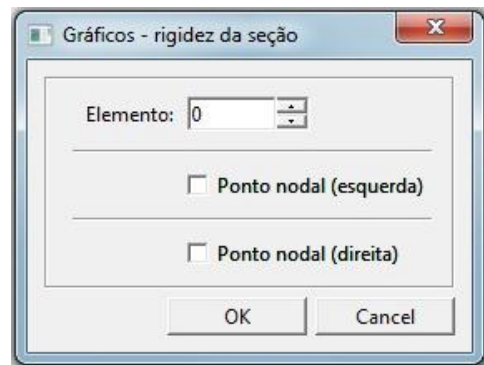 Gráficos - rigidez da seção
Elemento: 0
Ponto nodal (esquerda)
Ponto nodal (direita)
OK Cancel